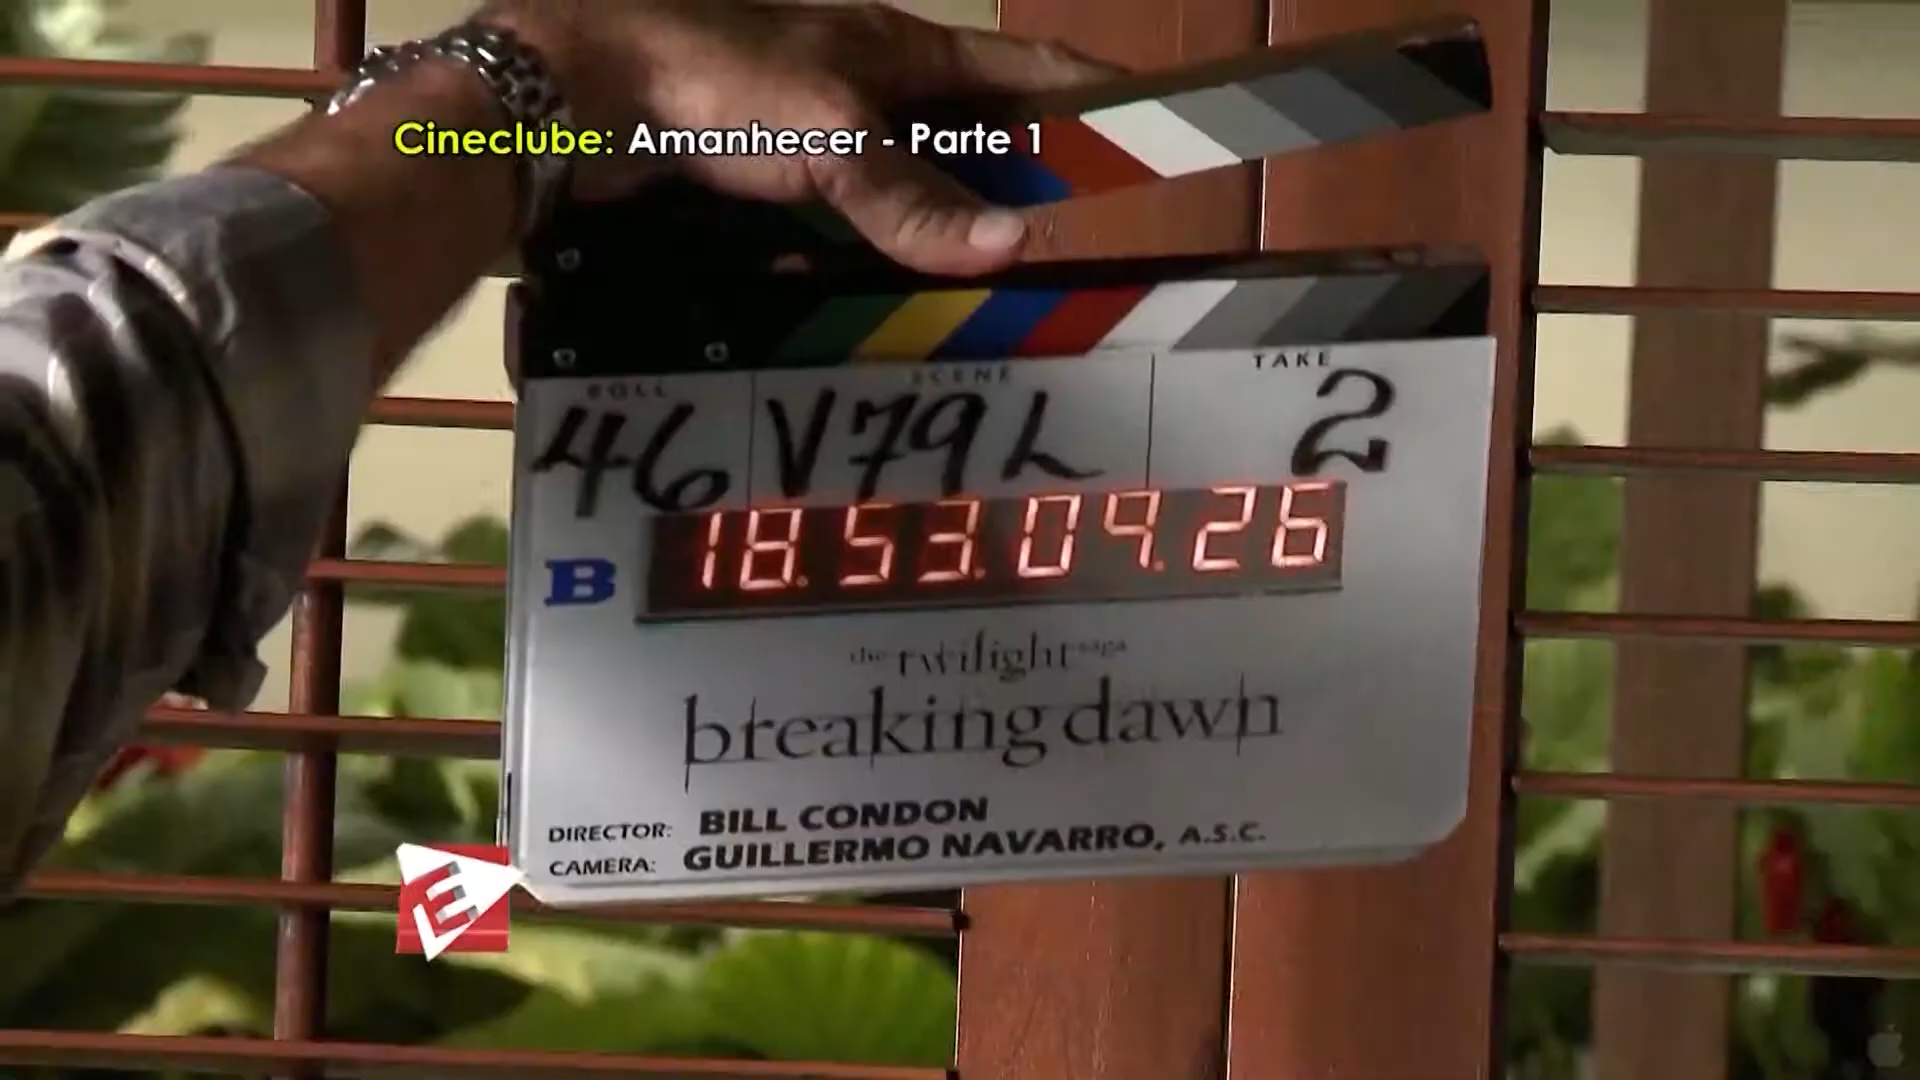 Cineclube: Amanhecer - Parte 1
ROLL SCENE TAKE
46 V79L 2
18.53.09.26
B
the twilight saga
breaking dawn
DIRECTOR: BILL CONDON
CAMERA: GUILLERMO NAVARRO, A.S.C.
E